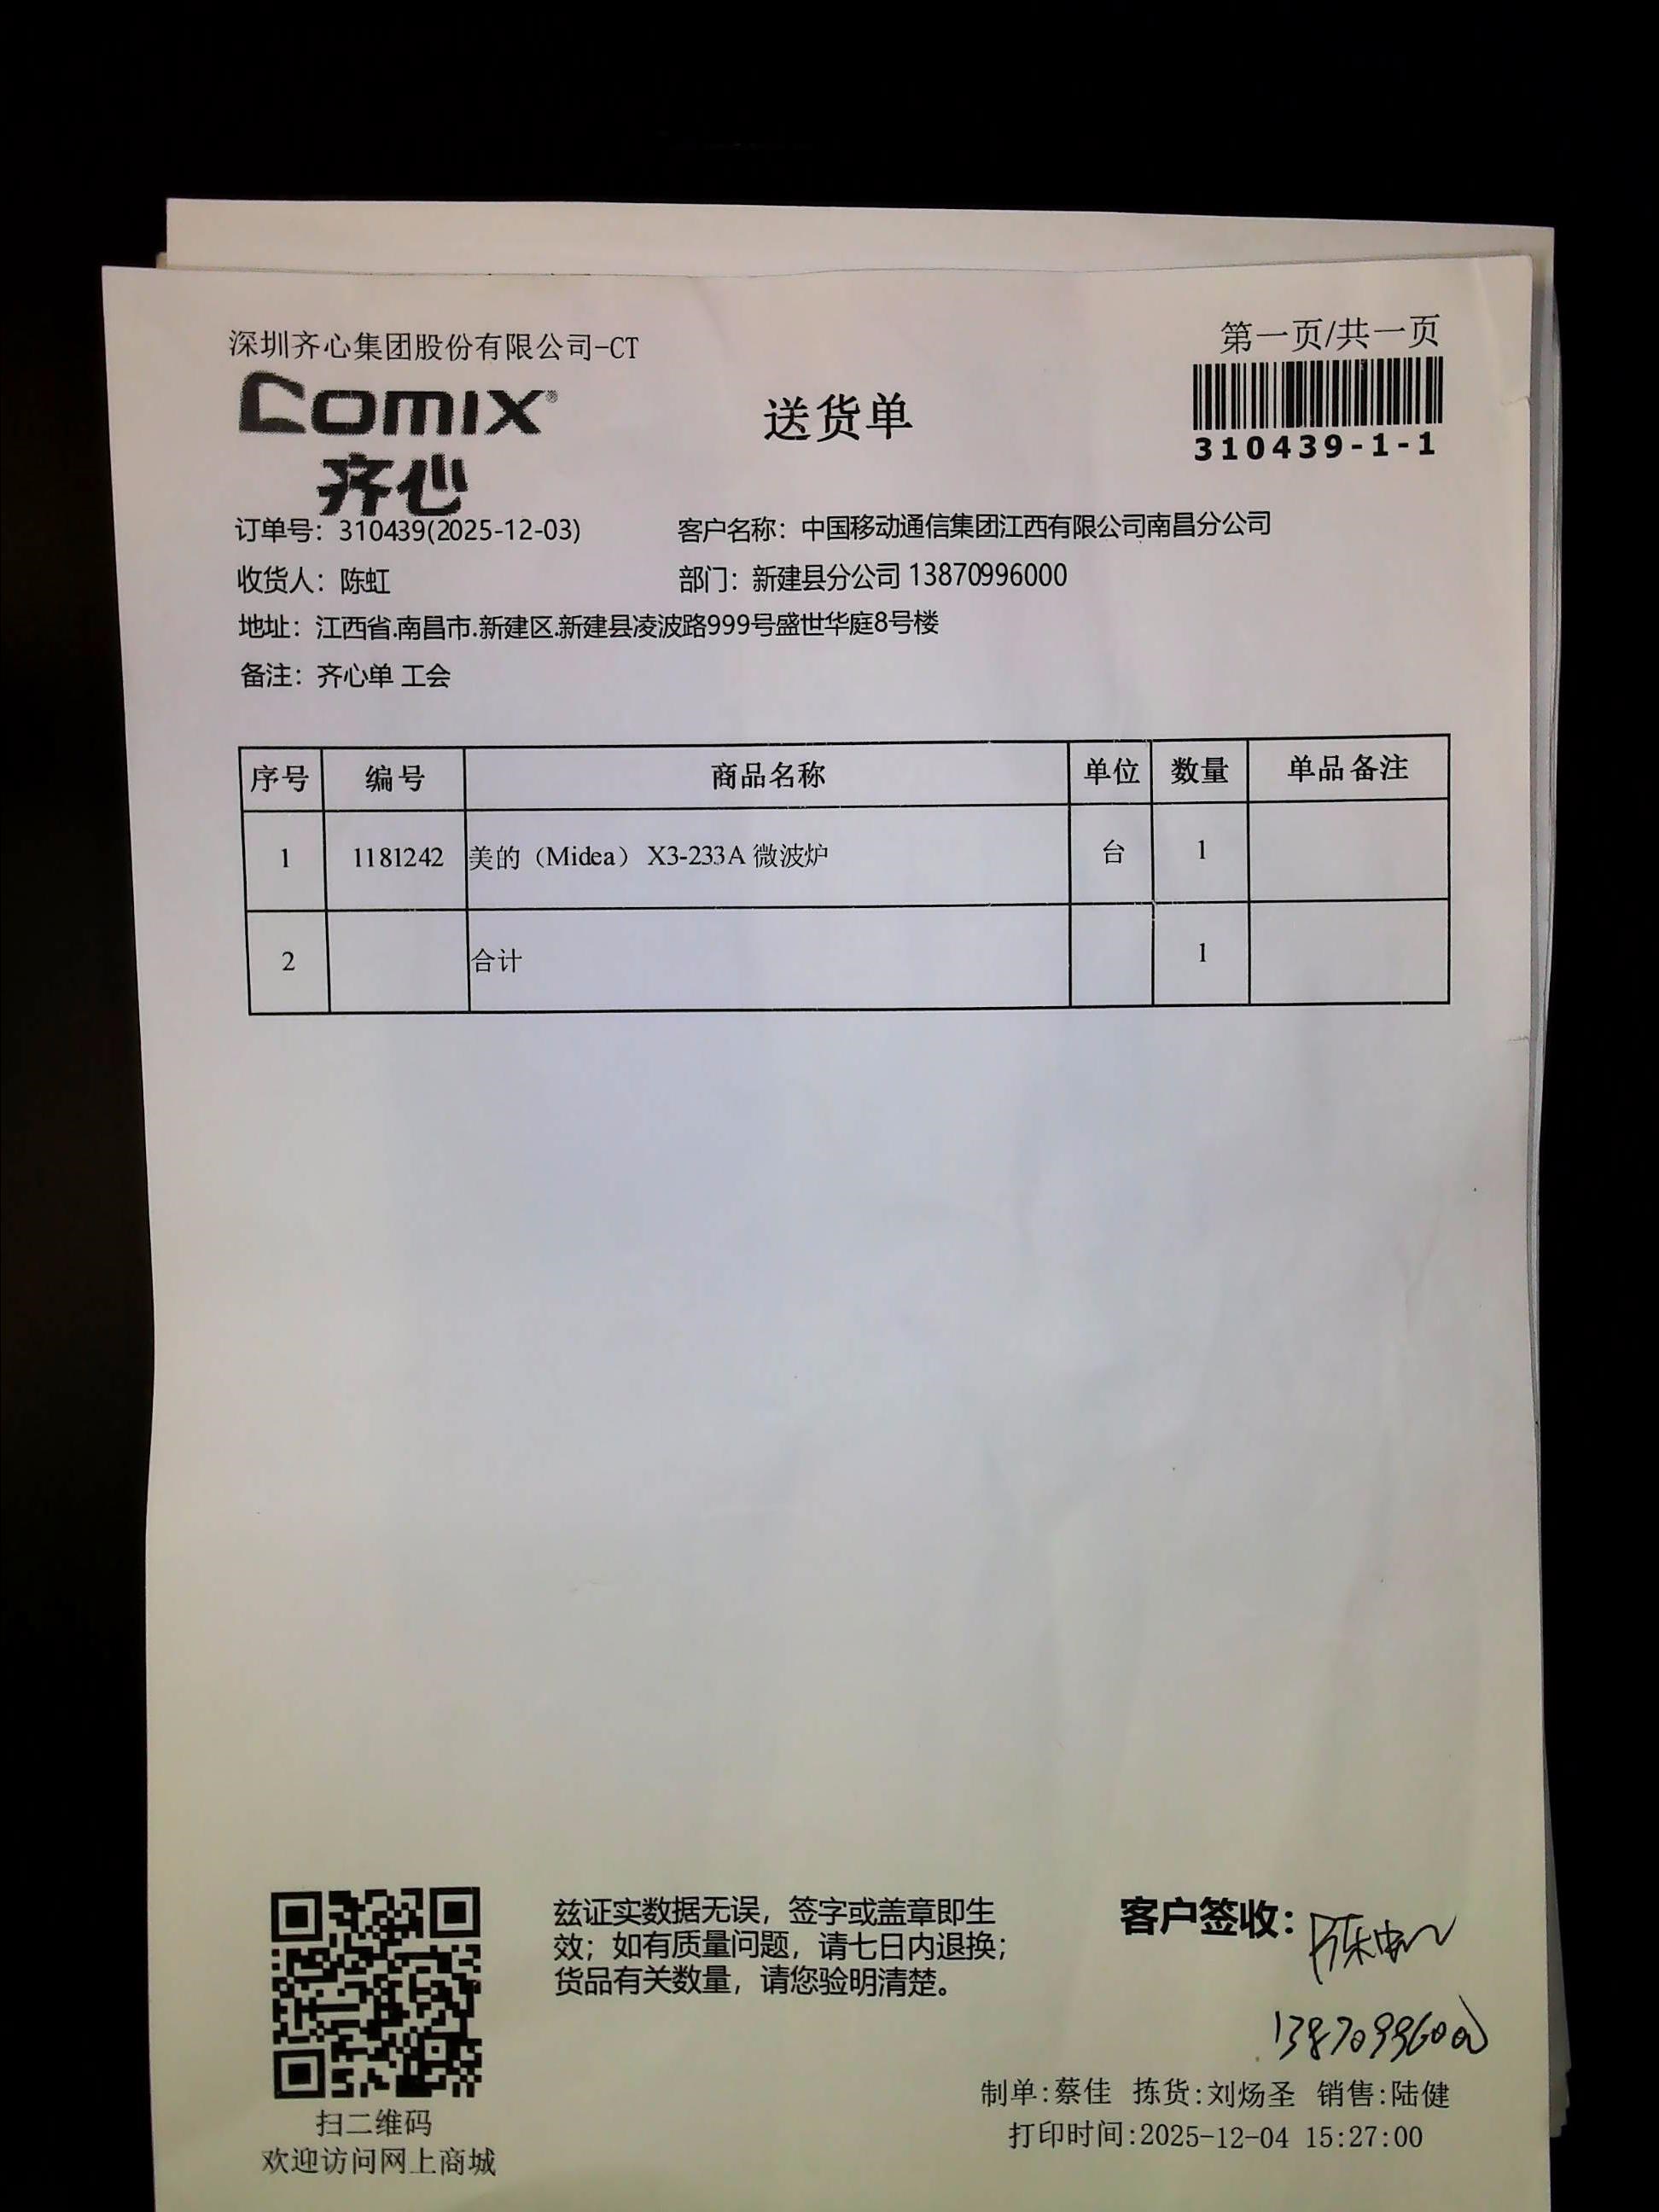 深圳齐心集团股份有限公司-CT
第一页/共一页
COMIX®
齐心
送货单
310439-1-1
订单号：310439(2025-12-03)
客户名称：中国移动通信集团江西有限公司南昌分公司
收货人：陈虹
部门：新建县分公司 13870996000
地址：江西省.南昌市.新建区.新建县凌波路999号盛世华庭8号楼
备注：齐心单 工会
序号 编号 商品名称 单位 数量 单品备注
1 1181242 美的（Midea） X3-233A 微波炉 台 1
2 合计 1
兹证实数据无误，签字或盖章即生
效；如有质量问题，请七日内退换；
货品有关数量，请您验明清楚。
客户签收：陈虹
13870996000
扫二维码
欢迎访问网上商城
制单:蔡佳 拣货:刘炀圣 销售:陆健
打印时间:2025-12-04 15:27:00